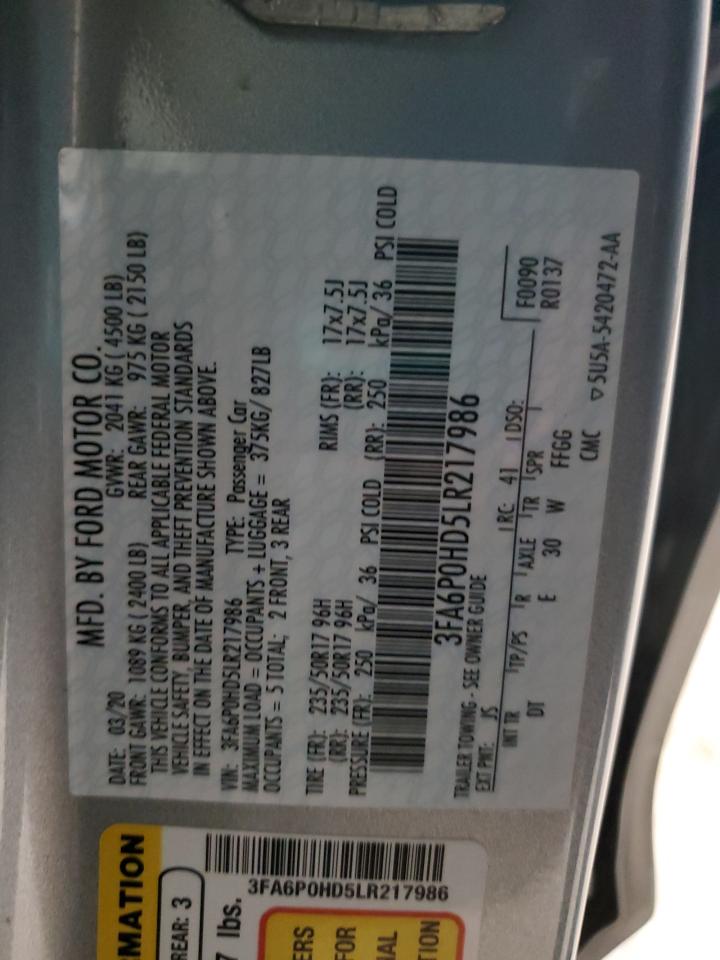 MFD. BY FORD MOTOR CO.
DATE: 03/20 GVWR: 2041 KG ( 4500 LB)
FRONT GAWR: 1089 KG ( 2400 LB) REAR GAWR: 975 KG ( 2150 LB)
THIS VEHICLE CONFORMS TO ALL APPLICABLE FEDERAL MOTOR
VEHICLE SAFETY, BUMPER, AND THEFT PREVENTION STANDARDS
IN EFFECT ON THE DATE OF MANUFACTURE SHOWN ABOVE.
VIN: 3FA6P0HD5LR217986 TYPE: Passenger Car
MAXIMUM LOAD = OCCUPANTS + LUGGAGE = 375KG/ 827LB
OCCUPANTS = 5 TOTAL; 2 FRONT, 3 REAR
TIRE (FR): 235/50R17 96H RIMS (FR): 17x7.5J
(RR): 235/50R17 96H (RR): 17x7.5J
PRESSURE (FR): 250 kPa/ 36 PSI COLD (RR): 250 kPa/ 36 PSI COLD
3FA6P0HD5LR217986
TRAILER TOWING - SEE OWNER GUIDE
EXT PNT: JS RC: 41 DSO: F0090
INT TR TP/PS R AXLE TR SPR R0137
DT E 30 W FFGG
CMC ▽5U5A-5420472-AA
MATION
REAR: 3
7 lbs.
3FA6P0HD5LR217986
ERS
FOR
AL
TION